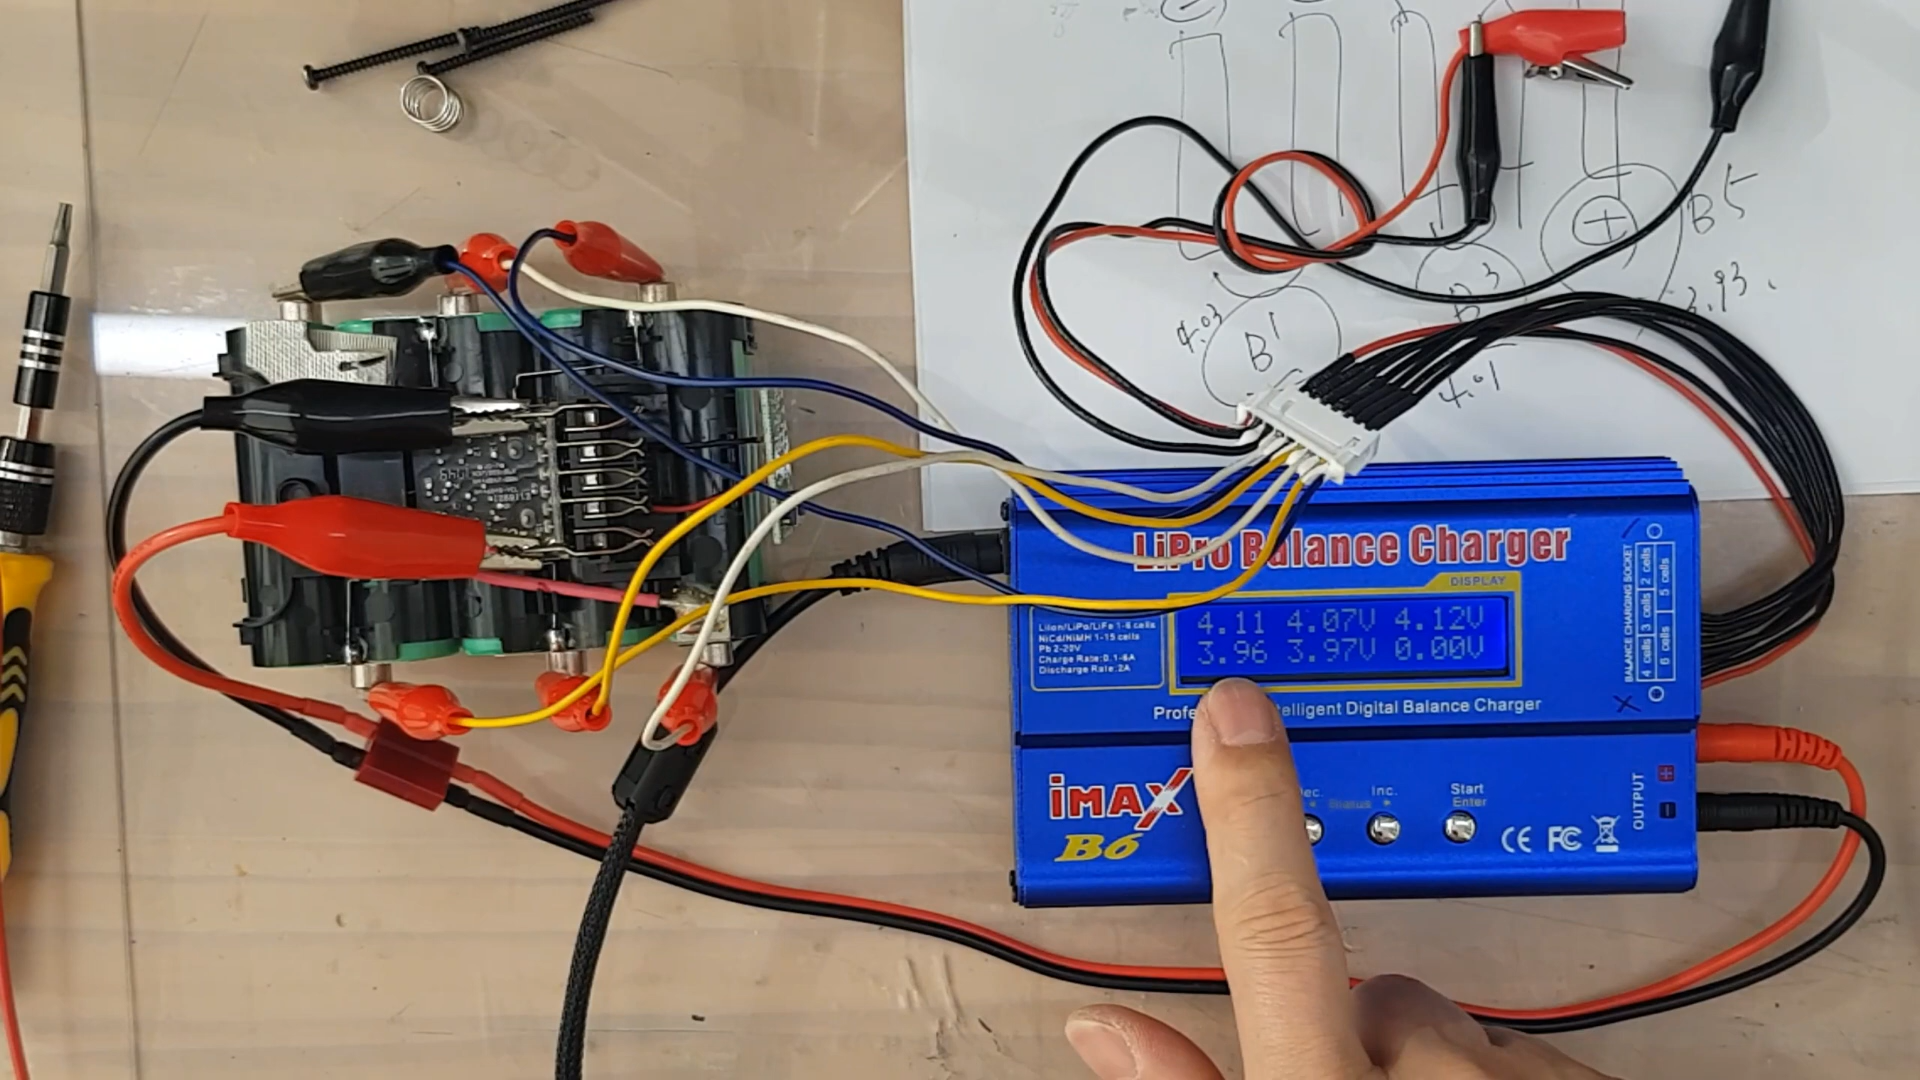 B5
B3
3.93.
4.03
B1
4.01
LiPro Balance Charger
DISPLAY
LiIon/LiPo/LiFe 1-6 cells
NiCd/NiMH 1-15 cells
Pb 2-20V
Charge Rate:0.1-6A
Discharge Rate:2A
4.11 4.07V 4.12V
3.96 3.97V 0.00V
BALANCE CHARGING SOCKET
4 cells
3 cells
2 cells
6 cells
5 cells
Profe
elligent Digital Balance Charger
iMAX
B6
ec.
Status
Inc.
Start
Enter
CE FC
OUTPUT
+
-